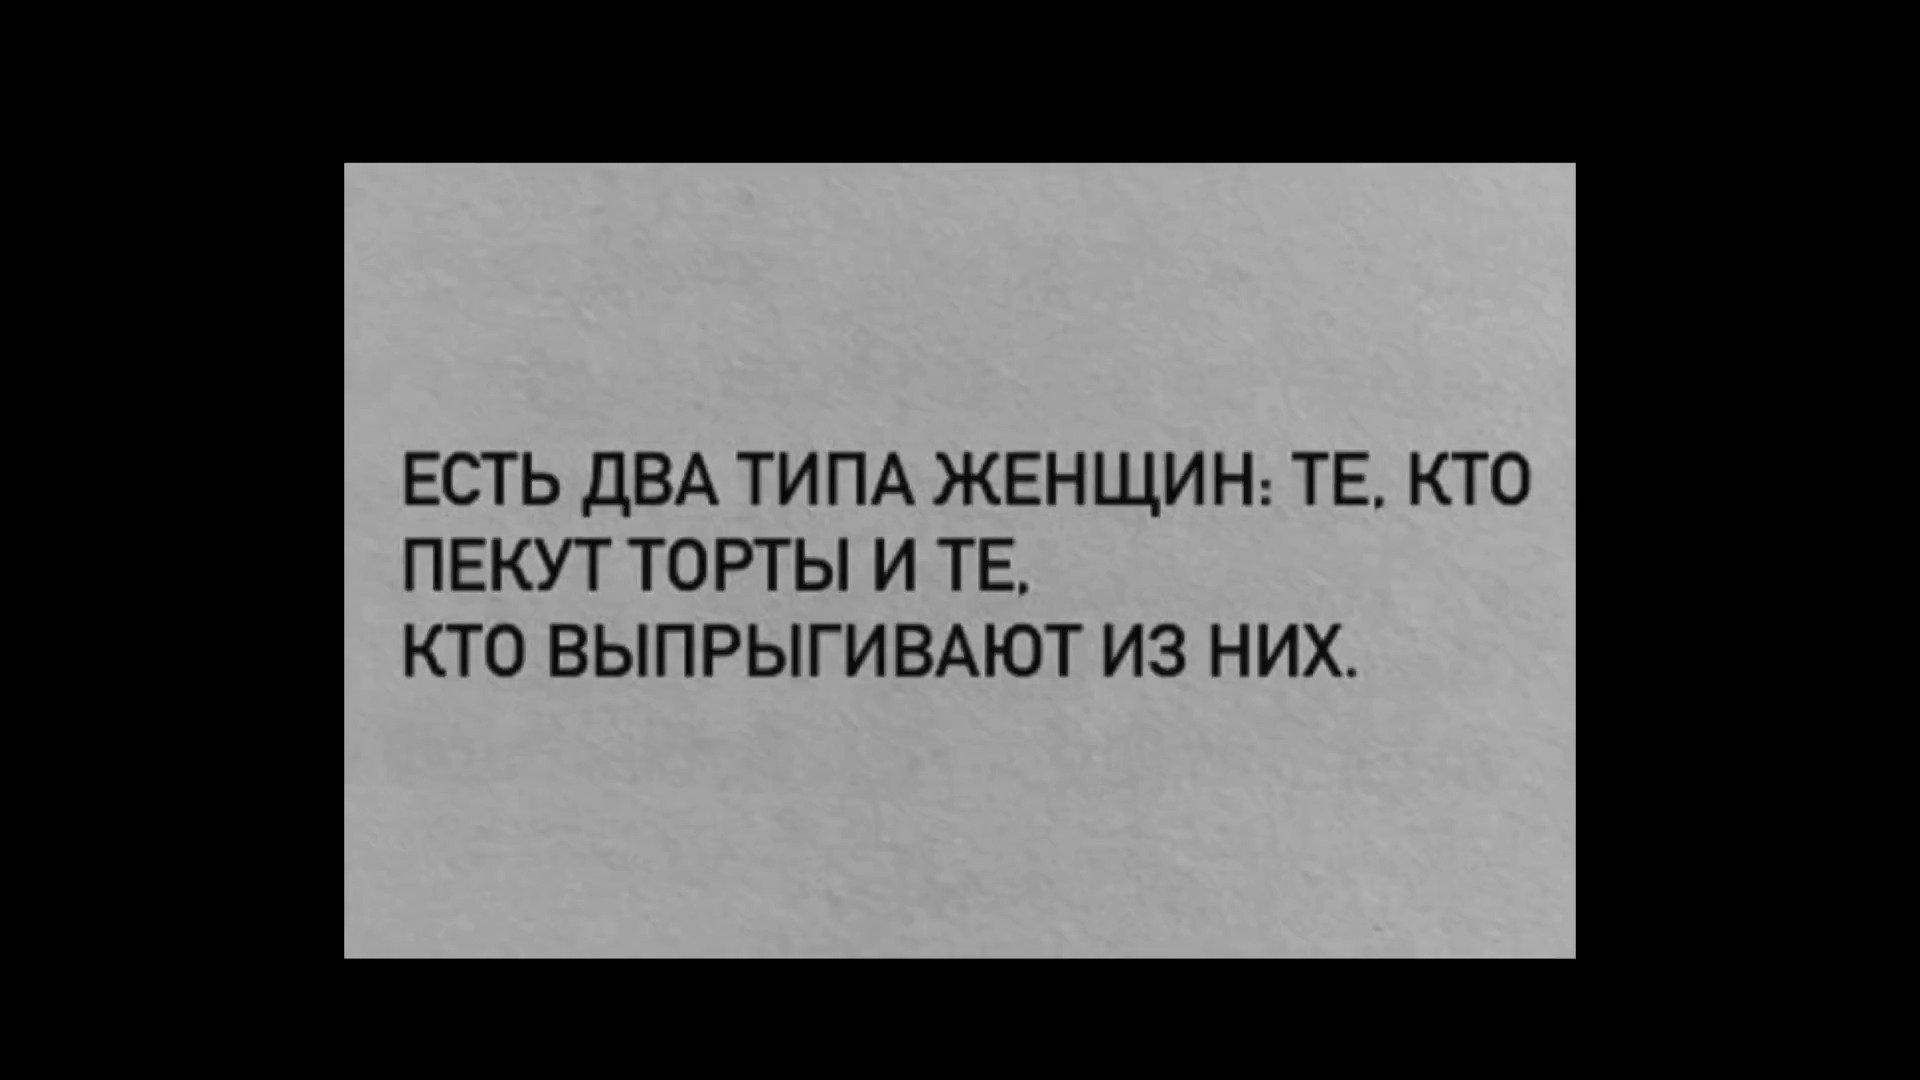 ЕСТЬ ДВА ТИПА ЖЕНЩИН: ТЕ, КТО
ПЕКУТ ТОРТЫ И ТЕ,
КТО ВЫПРЫГИВАЮТ ИЗ НИХ.